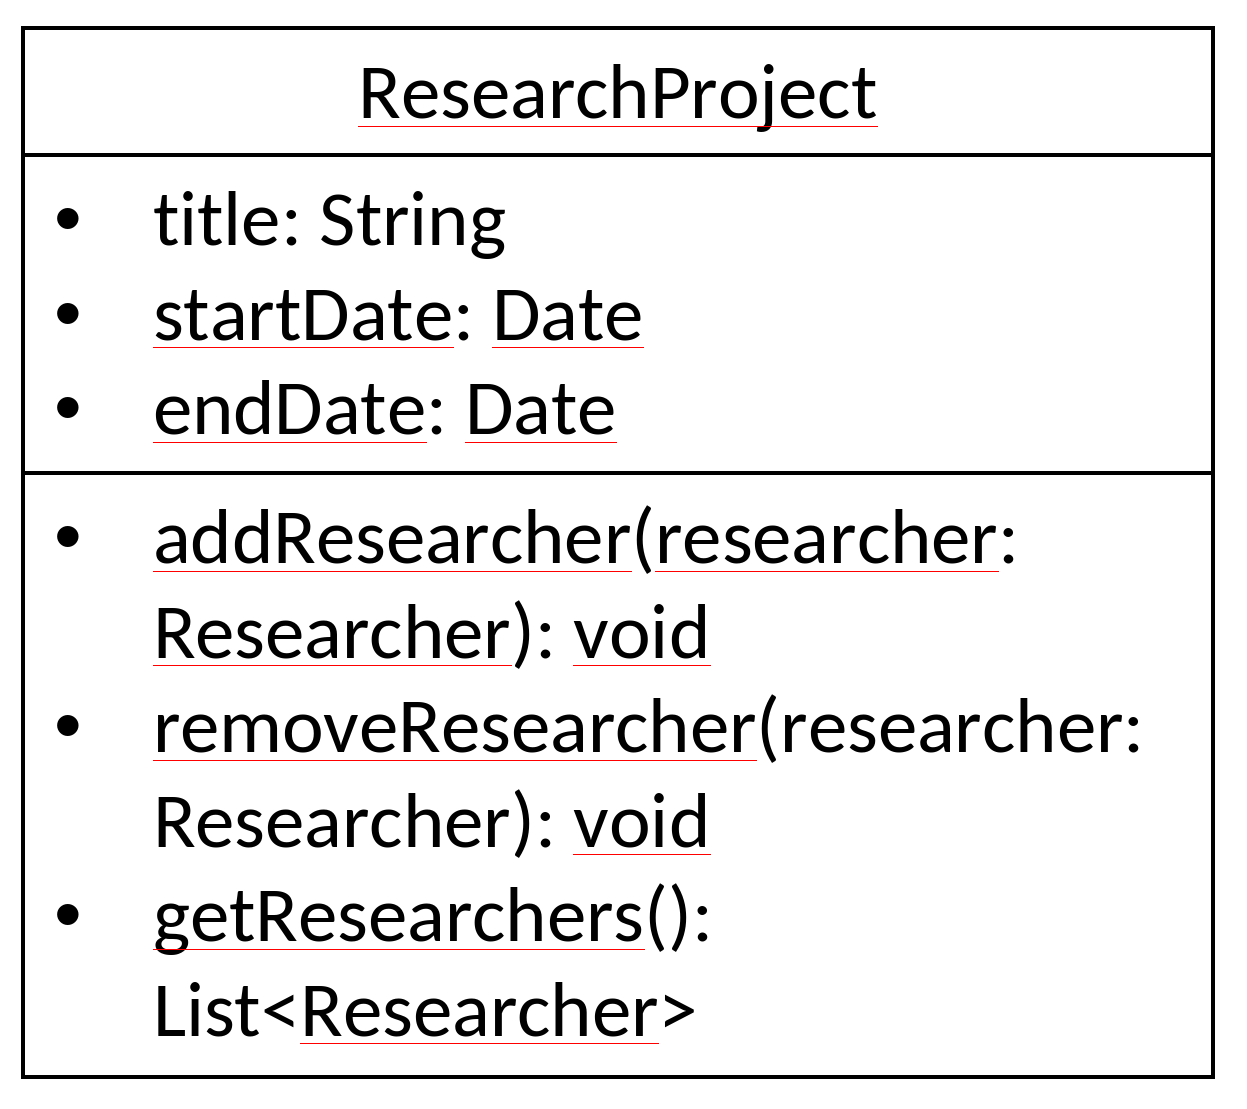 ResearchProject
• title: String
• startDate: Date
• endDate: Date
• addResearcher(researcher:
Researcher): void
• removeResearcher(researcher:
Researcher): void
• getResearchers():
List<Researcher>